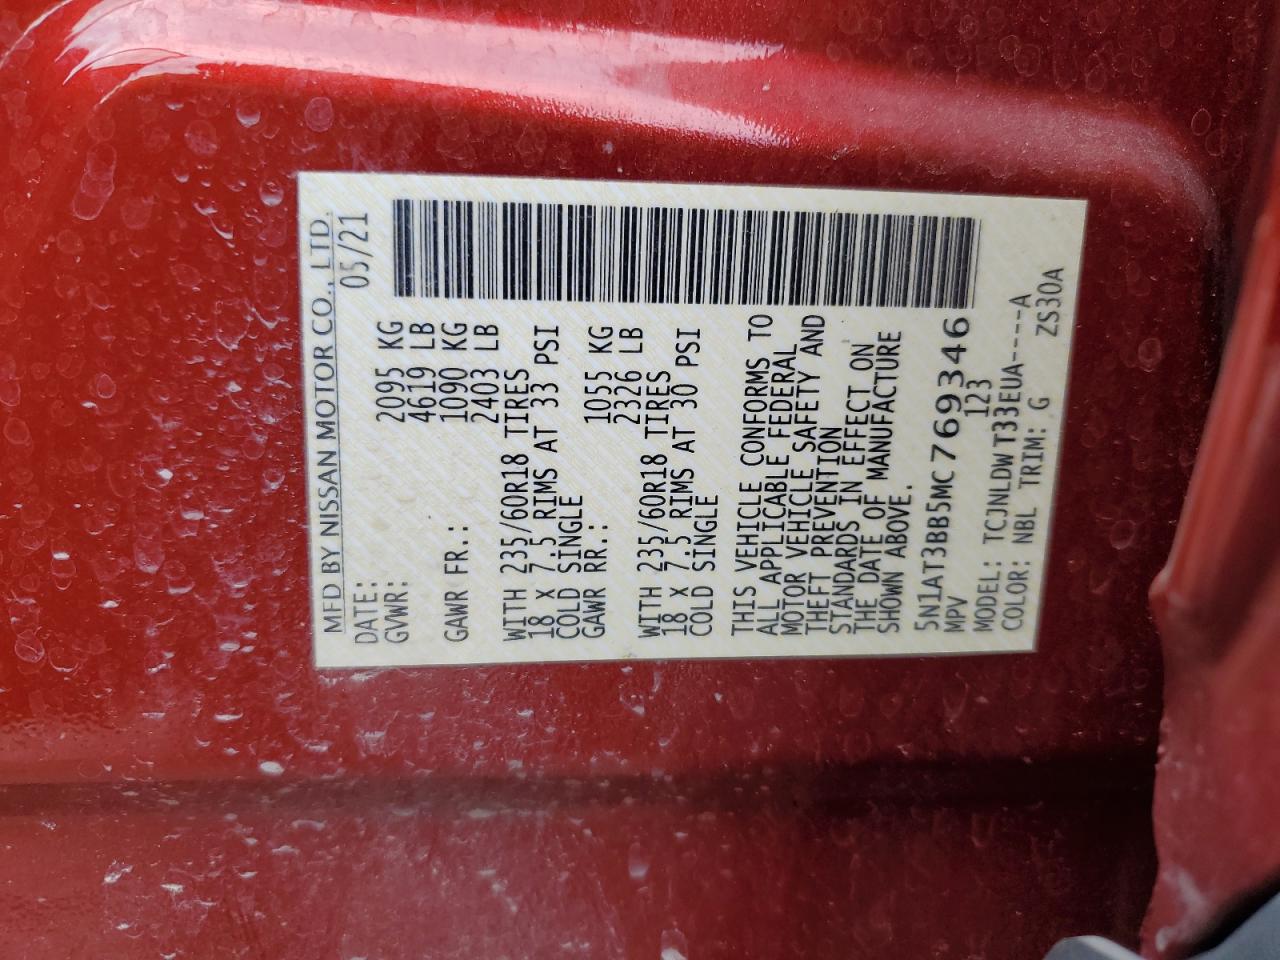 MFD BY NISSAN MOTOR CO., LTD.
DATE: 05/21
GVWR: 2095 KG
4619 LB
GAWR FR.: 1090 KG
2403 LB
WITH 235/60R18 TIRES
18 x 7.5 RIMS AT 33 PSI
COLD SINGLE
GAWR RR.: 1055 KG
2326 LB
WITH 235/60R18 TIRES
18 x 7.5 RIMS AT 30 PSI
COLD SINGLE
THIS VEHICLE CONFORMS TO
ALL APPLICABLE FEDERAL
MOTOR VEHICLE SAFETY AND
THEFT PREVENTION
STANDARDS IN EFFECT ON
THE DATE OF MANUFACTURE
SHOWN ABOVE.
5N1AT3BB5MC769346
MPV 123
MODEL: TCJNLDWT33EUA-----A
COLOR: NBL TRIM: G ZS30A